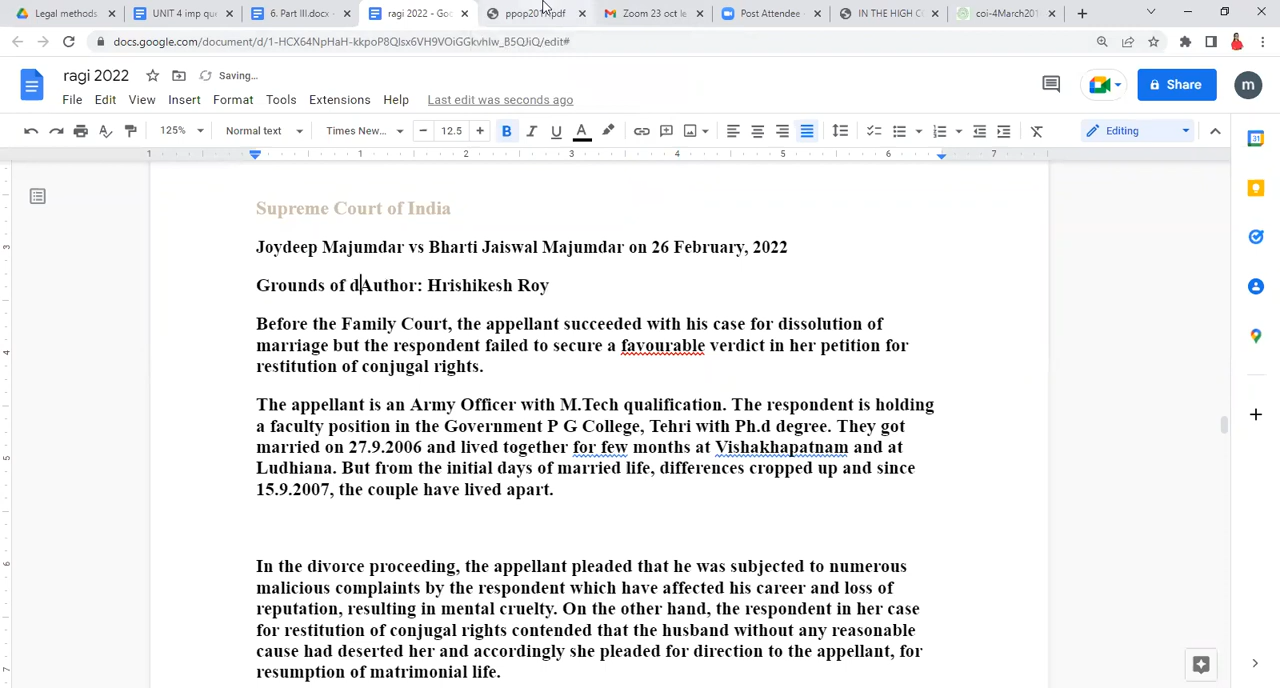 Legal methods.
UNIT 4 imp que
6. Part III.docx -
ragi 2022 - Goo
Zoom 23 oct le
Post Attendee -
IN THE HIGH C
coi-4March201
docs.google.com/document/d/1-HCX64NpHaH-kkpoP8QIsx6VH9VOiGGkvhIw_B5QJiQ/edit#
ragi 2022
Saving...
File Edit View Insert Format Tools Extensions Help Last edit was seconds ago
Share
m
125% Normal text Times New... 12.5 B I U A Editing
1 1 2 3 4 5 6 7
Supreme Court of India
Joydeep Majumdar vs Bharti Jaiswal Majumdar on 26 February, 2022
Grounds of dAuthor: Hrishikesh Roy
Before the Family Court, the appellant succeeded with his case for dissolution of
marriage but the respondent failed to secure a favourable verdict in her petition for
restitution of conjugal rights.
The appellant is an Army Officer with M.Tech qualification. The respondent is holding
a faculty position in the Government P G College, Tehri with Ph.d degree. They got
married on 27.9.2006 and lived together for few months at Vishakhapatnam and at
Ludhiana. But from the initial days of married life, differences cropped up and since
15.9.2007, the couple have lived apart.
In the divorce proceeding, the appellant pleaded that he was subjected to numerous
malicious complaints by the respondent which have affected his career and loss of
reputation, resulting in mental cruelty. On the other hand, the respondent in her case
for restitution of conjugal rights contended that the husband without any reasonable
cause had deserted her and accordingly she pleaded for direction to the appellant, for
resumption of matrimonial life.